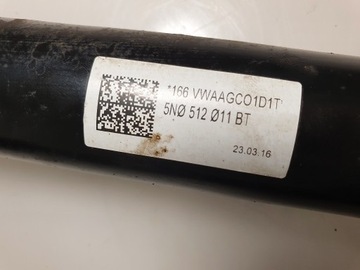 *166 VWAAGCO1D1T*
5NØ 512 Ø11 BT
23.03.16